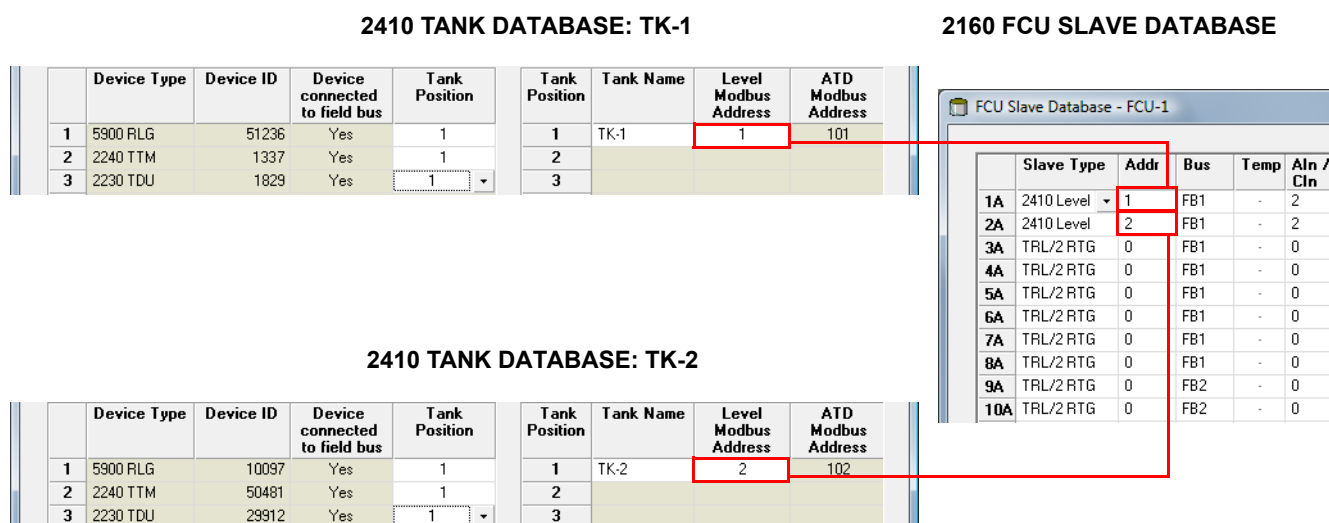 2410 TANK DATABASE: TK-1
Device Type Device ID Device connected to field bus Tank Position Tank Position Tank Name Level Modbus Address ATD Modbus Address
1 5900 RLG 51236 Yes 1 1 TK-1 1 101
2 2240 TTM 1337 Yes 1 2
3 2230 TDU 1829 Yes 1 3
2160 FCU SLAVE DATABASE
FCU Slave Database - FCU-1
Slave Type Addr Bus Temp AIn / CIn
1A 2410 Level 1 FB1 - 2
2A 2410 Level 2 FB1 - 2
3A TRL/2 RTG 0 FB1 - 0
4A TRL/2 RTG 0 FB1 - 0
5A TRL/2 RTG 0 FB1 - 0
6A TRL/2 RTG 0 FB1 - 0
7A TRL/2 RTG 0 FB1 - 0
8A TRL/2 RTG 0 FB1 - 0
9A TRL/2 RTG 0 FB2 - 0
10A TRL/2 RTG 0 FB2 - 0
2410 TANK DATABASE: TK-2
Device Type Device ID Device connected to field bus Tank Position Tank Position Tank Name Level Modbus Address ATD Modbus Address
1 5900 RLG 10097 Yes 1 1 TK-2 2 102
2 2240 TTM 50481 Yes 1 2
3 2230 TDU 29912 Yes 1 3